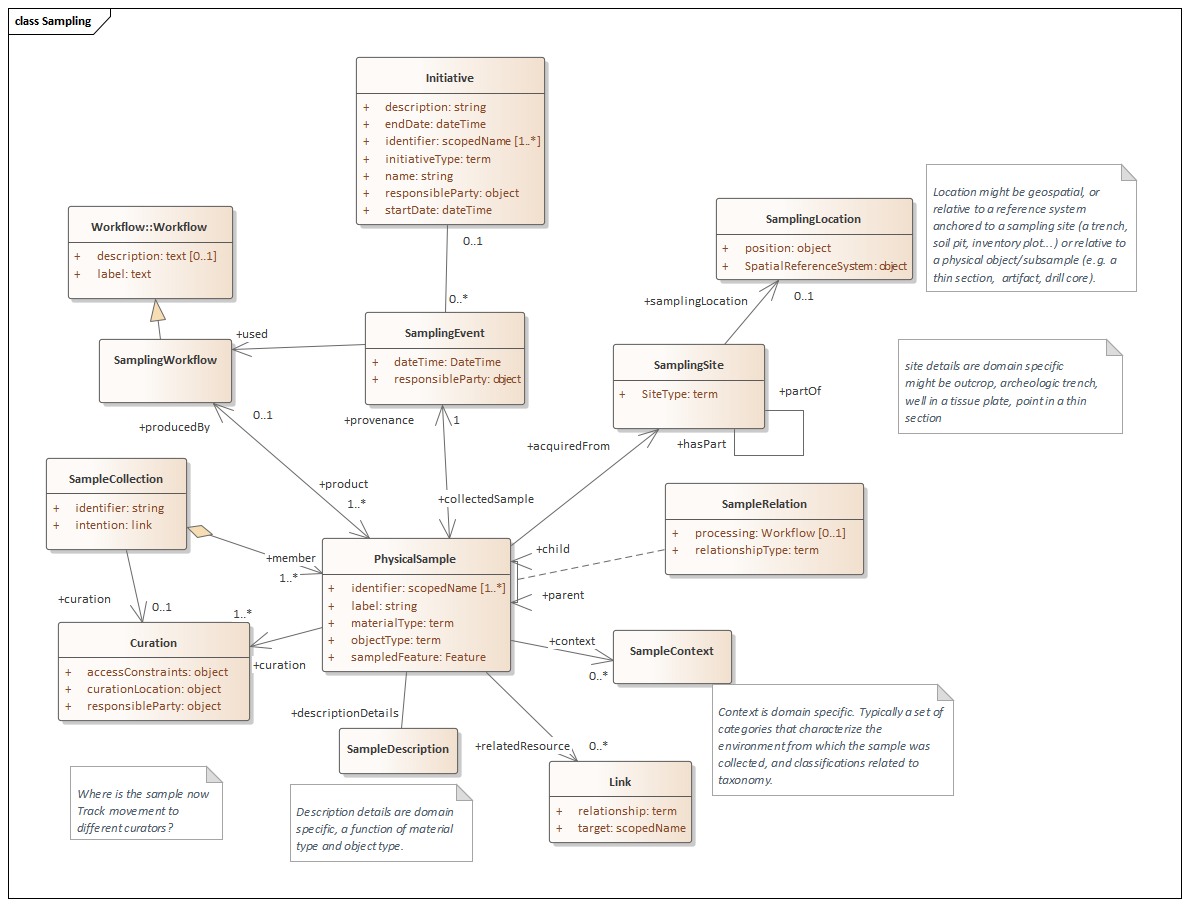 class Sampling
Initiative
+ description: string
+ endDate: dateTime
+ identifier: scopedName [1..*]
+ initiativeType: term
+ name: string
+ responsibleParty: object
+ startDate: dateTime
0..1
0..*
Workflow::Workflow
+ description: text [0..1]
+ label: text
SamplingWorkflow
+used
SamplingEvent
+ dateTime: DateTime
+ responsibleParty: object
+provenance
1
0..1
+producedBy
+product
1..*
+collectedSample
SamplingLocation
+ position: object
+ SpatialReferenceSystem: object
+samplingLocation
0..1
Location might be geospatial, or
relative to a reference system
anchored to a sampling site (a trench,
soil pit, inventory plot...) or relative to
a physical object/subsample (e.g. a
thin section, artifact, drill core).
SamplingSite
+ SiteType: term
+partOf
+hasPart
+acquiredFrom
site details are domain specific
might be outcrop, archeologic trench,
well in a tissue plate, point in a thin
section
SampleCollection
+ identifier: string
+ intention: link
+member
1..*
+curation
0..1
SampleRelation
+ processing: Workflow [0..1]
+ relationshipType: term
PhysicalSample
+ identifier: scopedName [1..*]
+ label: string
+ materialType: term
+ objectType: term
+ sampledFeature: Feature
+child
+parent
1..*
+curation
Curation
+ accessConstraints: object
+ curationLocation: object
+ responsibleParty: object
+context
0..*
SampleContext
Context is domain specific. Typically a set of
categories that characterize the
environment from which the sample was
collected, and classifications related to
taxonomy.
+descriptionDetails
SampleDescription
+relatedResource
0..*
Link
+ relationship: term
+ target: scopedName
Where is the sample now
Track movement to
different curators?
Description details are domain
specific, a function of material
type and object type.